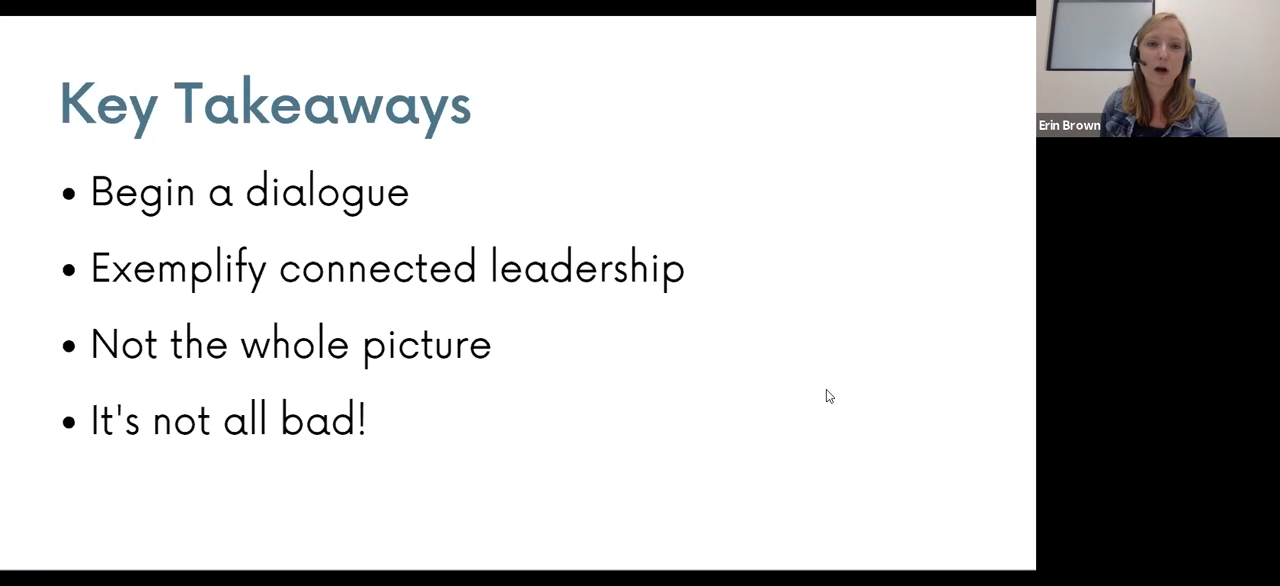 Key Takeaways
• Begin a dialogue
• Exemplify connected leadership
• Not the whole picture
• It's not all bad!
Erin Brown